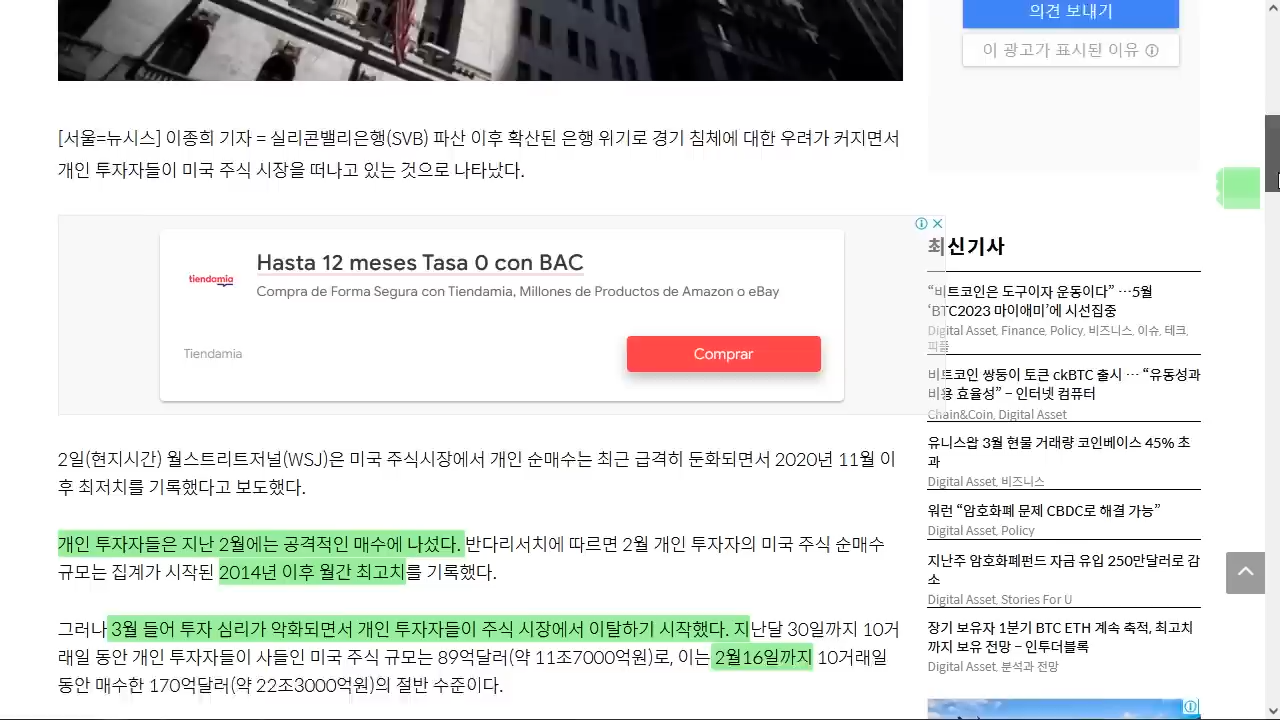 의견 보내기
이 광고가 표시된 이유 ⓘ
[서울=뉴시스] 이종희 기자 = 실리콘밸리은행(SVB) 파산 이후 확산된 은행 위기로 경기 침체에 대한 우려가 커지면서
개인 투자자들이 미국 주식 시장을 떠나고 있는 것으로 나타났다.
Hasta 12 meses Tasa 0 con BAC
tiendamia
Compra de Forma Segura con Tiendamia, Millones de Productos de Amazon o eBay
Tiendamia
Comprar
2일(현지시간) 월스트리트저널(WSJ)은 미국 주식시장에서 개인 순매수는 최근 급격히 둔화되면서 2020년 11월 이
후 최저치를 기록했다고 보도했다.
개인 투자자들은 지난 2월에는 공격적인 매수에 나섰다. 반다리서치에 따르면 2월 개인 투자자의 미국 주식 순매수
규모는 집계가 시작된 2014년 이후 월간 최고치를 기록했다.
그러나 3월 들어 투자 심리가 악화되면서 개인 투자자들이 주식 시장에서 이탈하기 시작했다. 지난달 30일까지 10거
래일 동안 개인 투자자들이 사들인 미국 주식 규모는 89억달러(약 11조7000억원)로, 이는 2월16일까지 10거래일
동안 매수한 170억달러(약 22조3000억원)의 절반 수준이다.
최신기사
“비트코인은 도구이자 운동이다” …5월
‘BTC2023 마이애미’에 시선집중
Digital Asset, Finance, Policy, 비즈니스, 이슈, 테크,
피플
비트코인 쌍둥이 토큰 ckBTC 출시 … “유동성과
비용 효율성” – 인터넷 컴퓨터
Chain&Coin, Digital Asset
유니스왑 3월 현물 거래량 코인베이스 45% 초
과
Digital Asset, 비즈니스
워런 “암호화폐 문제 CBDC로 해결 가능”
Digital Asset, Policy
지난주 암호화폐펀드 자금 유입 250만달러로 감
소
Digital Asset, Stories For U
장기 보유자 1분기 BTC ETH 계속 축적, 최고치
까지 보유 전망 – 인투더블록
Digital Asset, 분석과 전망